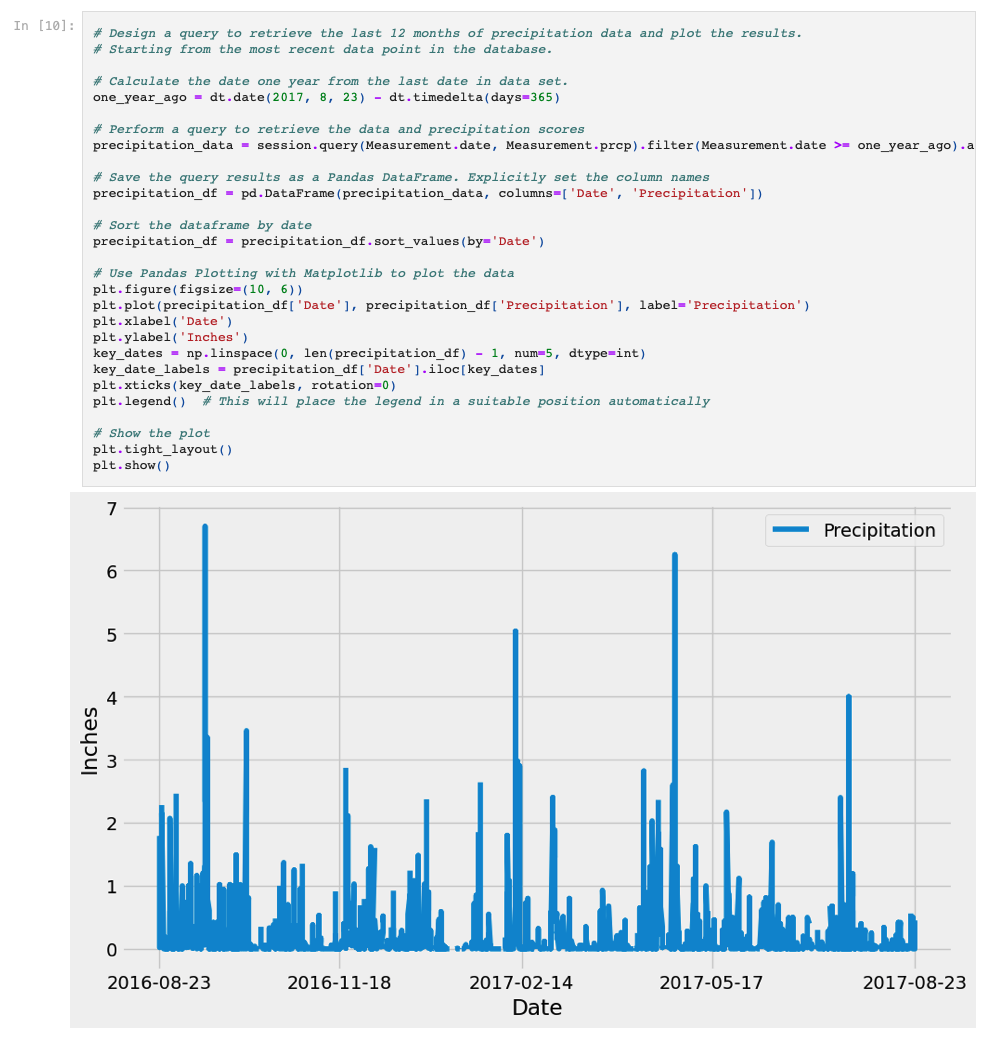 In [10]:
# Design a query to retrieve the last 12 months of precipitation data and plot the results.
# Starting from the most recent data point in the database.
# Calculate the date one year from the last date in data set.
one_year_ago = dt.date(2017, 8, 23) - dt.timedelta(days=365)
# Perform a query to retrieve the data and precipitation scores
precipitation_data = session.query(Measurement.date, Measurement.prcp).filter(Measurement.date >= one_year_ago).a
# Save the query results as a Pandas DataFrame. Explicitly set the column names
precipitation_df = pd.DataFrame(precipitation_data, columns=['Date', 'Precipitation'])
# Sort the dataframe by date
precipitation_df = precipitation_df.sort_values(by='Date')
# Use Pandas Plotting with Matplotlib to plot the data
plt.figure(figsize=(10, 6))
plt.plot(precipitation_df['Date'], precipitation_df['Precipitation'], label='Precipitation')
plt.xlabel('Date')
plt.ylabel('Inches')
key_dates = np.linspace(0, len(precipitation_df) - 1, num=5, dtype=int)
key_date_labels = precipitation_df['Date'].iloc[key_dates]
plt.xticks(key_date_labels, rotation=0)
plt.legend()  # This will place the legend in a suitable position automatically
# Show the plot
plt.tight_layout()
plt.show()
7
Precipitation
6
5
4
3
2
1
0
Inches
2016-08-23 2016-11-18 2017-02-14 2017-05-17 2017-08-23
Date